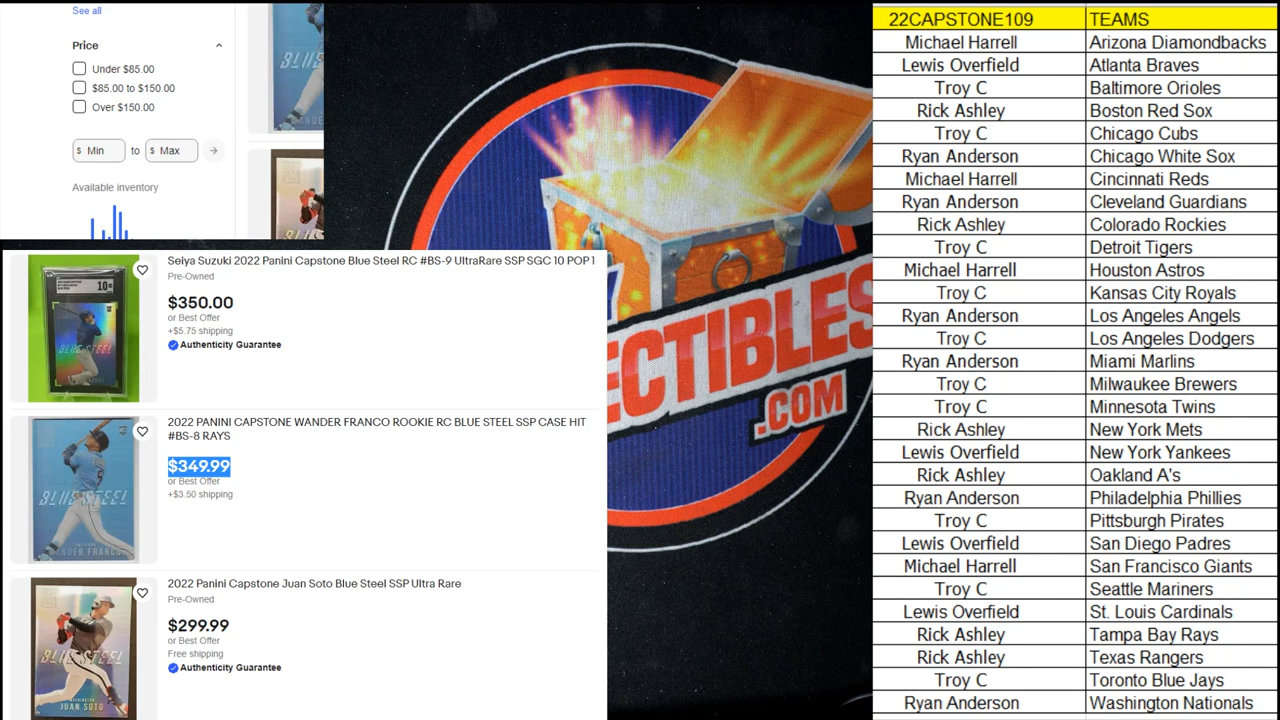 See all
Price
Under $85.00
$85.00 to $150.00
Over $150.00
$ Min to $ Max
Available inventory
Seiya Suzuki 2022 Panini Capstone Blue Steel RC #BS-9 UltraRare SSP SGC 10 POP 1
Pre-Owned
$350.00
or Best Offer
+$5.75 shipping
Authenticity Guarantee
10
BLUE STEEL
2022 PANINI CAPSTONE WANDER FRANCO ROOKIE RC BLUE STEEL SSP CASE HIT
#BS-8 RAYS
$349.99
or Best Offer
+$3.50 shipping
BLUE STEEL
WANDER FRANCO
2022 Panini Capstone Juan Soto Blue Steel SSP Ultra Rare
Pre-Owned
$299.99
or Best Offer
Free shipping
Authenticity Guarantee
BLUE STEEL
JUAN SOTO
ECTIBLES
.COM
22CAPSTONE109 TEAMS
Michael Harrell Arizona Diamondbacks
Lewis Overfield Atlanta Braves
Troy C Baltimore Orioles
Rick Ashley Boston Red Sox
Troy C Chicago Cubs
Ryan Anderson Chicago White Sox
Michael Harrell Cincinnati Reds
Ryan Anderson Cleveland Guardians
Rick Ashley Colorado Rockies
Troy C Detroit Tigers
Michael Harrell Houston Astros
Troy C Kansas City Royals
Ryan Anderson Los Angeles Angels
Troy C Los Angeles Dodgers
Ryan Anderson Miami Marlins
Troy C Milwaukee Brewers
Troy C Minnesota Twins
Rick Ashley New York Mets
Lewis Overfield New York Yankees
Rick Ashley Oakland A's
Ryan Anderson Philadelphia Phillies
Troy C Pittsburgh Pirates
Lewis Overfield San Diego Padres
Michael Harrell San Francisco Giants
Troy C Seattle Mariners
Lewis Overfield St. Louis Cardinals
Rick Ashley Tampa Bay Rays
Rick Ashley Texas Rangers
Troy C Toronto Blue Jays
Ryan Anderson Washington Nationals